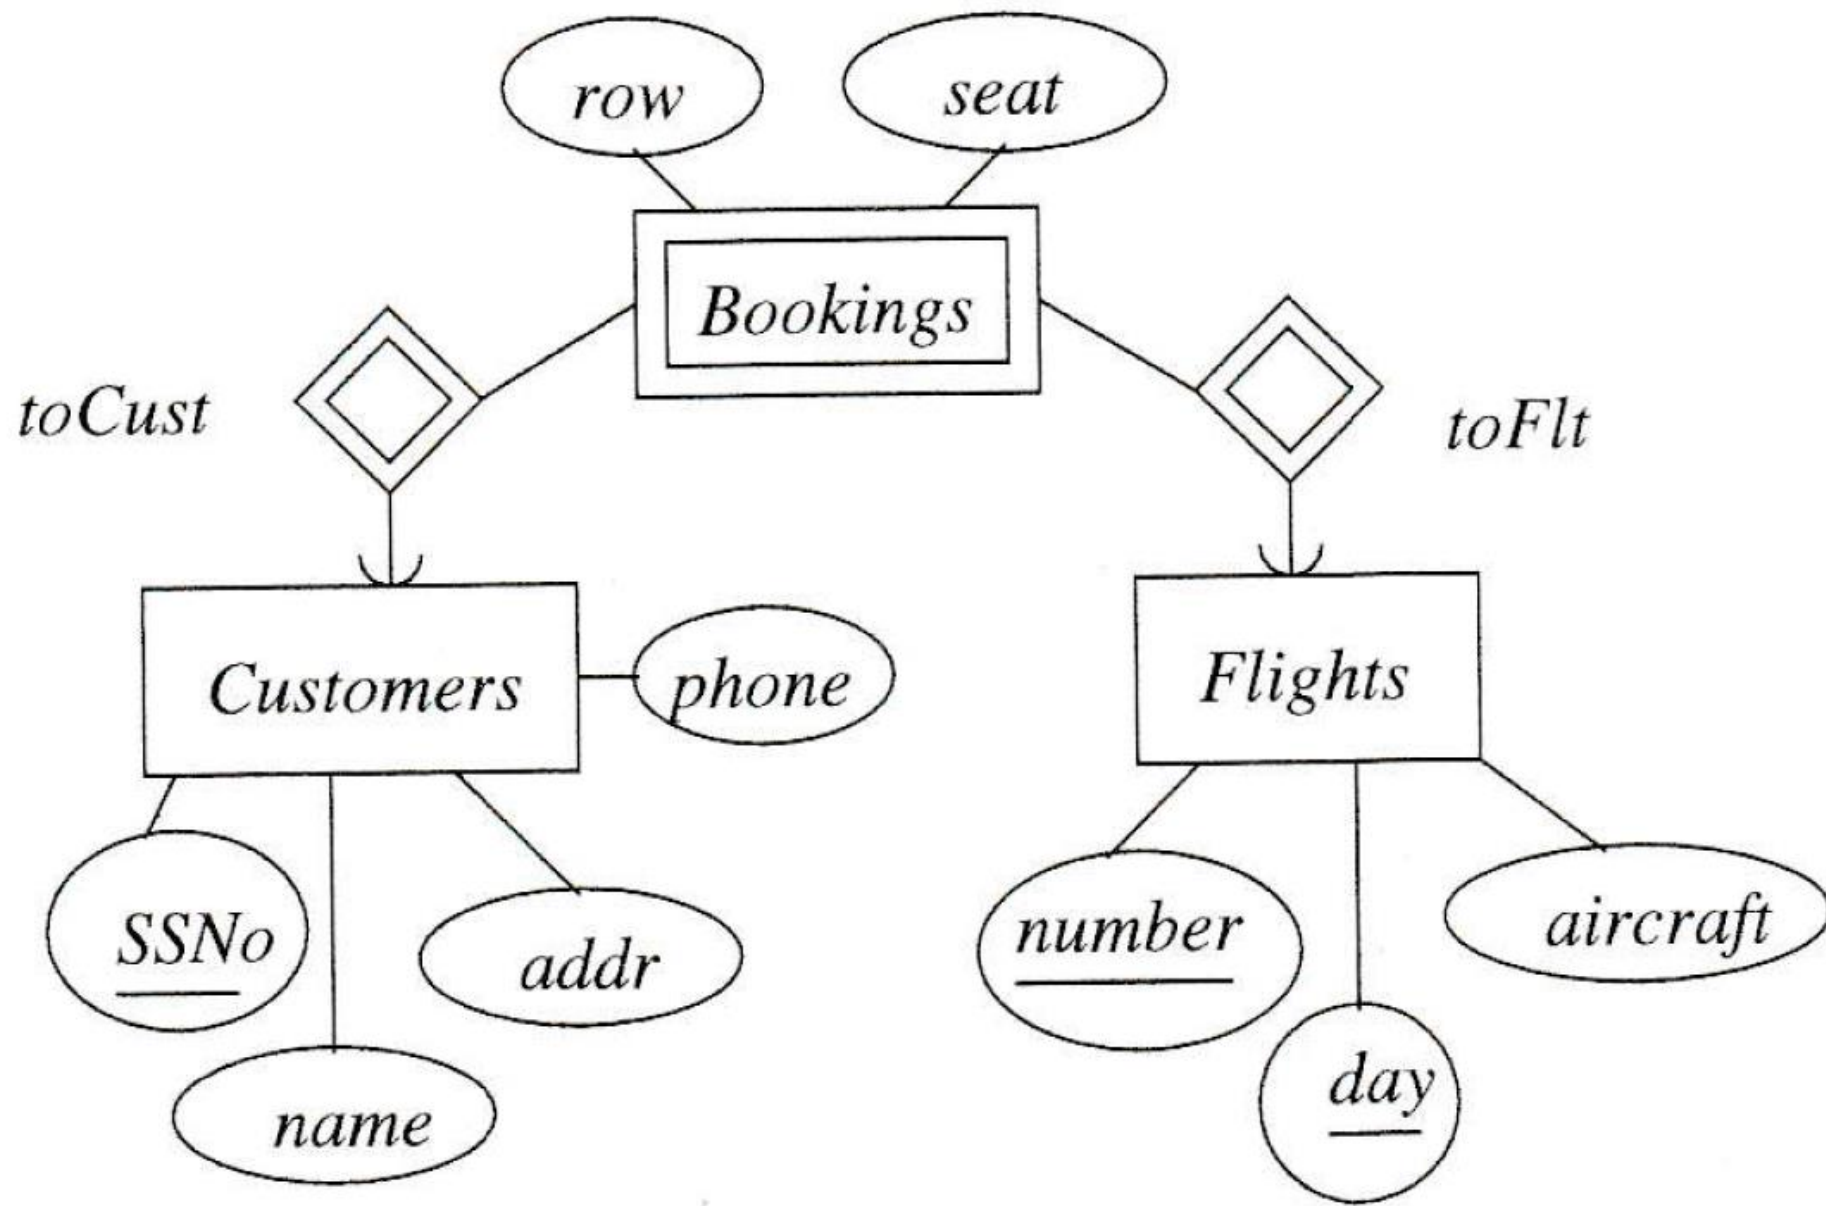 row
seat
Bookings
toCust
toFlt
Customers
phone
Flights
SSNo
addr
name
number
day
aircraft